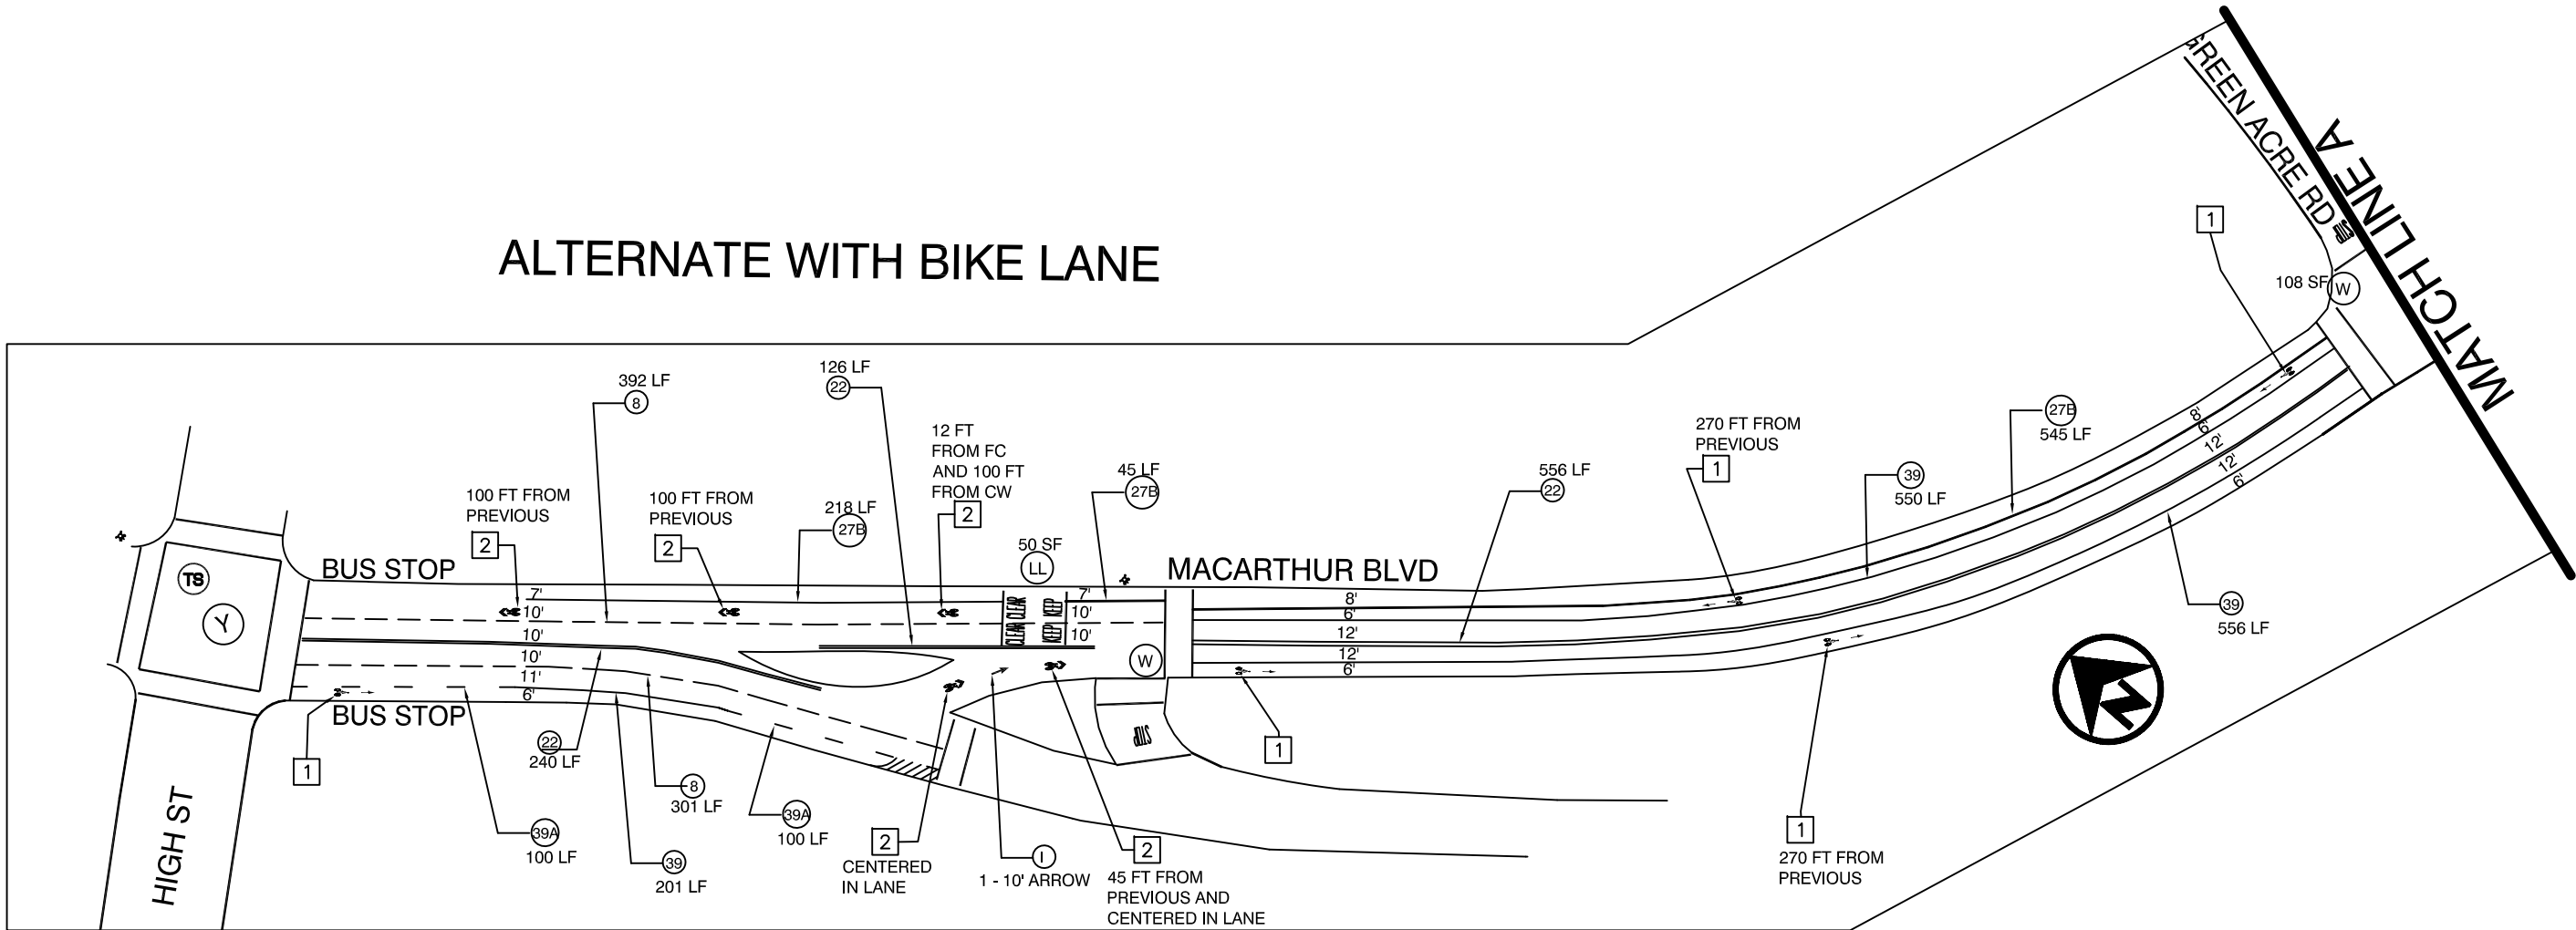 GREEN ACRE RD
STOP
MATCH LINE A
1
108 SF
W
ALTERNATE WITH BIKE LANE
126 LF
22
392 LF
8
12 FT
FROM FC
AND 100 FT
FROM CW
2
45 LF
27B
556 LF
22
270 FT FROM
PREVIOUS
1
27B
545 LF
39
550 LF
100 FT FROM
PREVIOUS
2
100 FT FROM
PREVIOUS
2
218 LF
27B
50 SF
LL
TS
Y
BUS STOP
MACARTHUR BLVD
7'
10'
10'
10'
11'
6'
CLEAR CLEAR
KEEP KEEP
7'
10'
10'
W
8'
6'
12'
12'
6'
8'
6'
12'
12'
6'
39
556 LF
N
BUS STOP
STOP
1
22
240 LF
1
8
301 LF
39A
100 LF
39A
100 LF
39
201 LF
2
CENTERED
IN LANE
I
1 - 10' ARROW
2
45 FT FROM
PREVIOUS AND
CENTERED IN LANE
1
270 FT FROM
PREVIOUS
HIGH ST